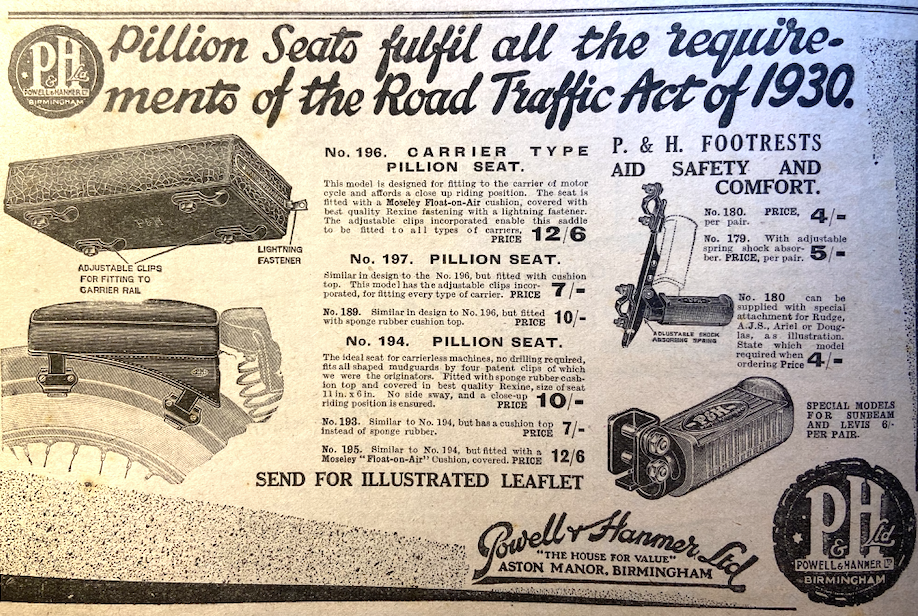 P&H Ltd
POWELL & HANMER LTD
BIRMINGHAM
Pillion Seats fulfil all the require-
ments of the Road Traffic Act of 1930.
No. 196. CARRIER TYPE
PILLION SEAT.
This model is designed for fitting to the carrier of motor
cycle and affords a close up riding position. The seat is
fitted with a Moseley Float-on-Air cushion, covered with
best quality Rexine fastening with a lightning fastener.
The adjustable clips incorporated enable this saddle
to be fitted to all types of carriers,
PRICE 12/6
ADJUSTABLE CLIPS
FOR FITTING TO
CARRIER RAIL
LIGHTNING
FASTENER
No. 197. PILLION SEAT.
Similar in design to the No. 196, but fitted with cushion
top. This model has the adjustable clips incor-
porated, for fitting every type of carrier. PRICE 7/-
No. 189. Similar in design to No. 196, but fitted
with sponge rubber cushion top. PRICE 10/-
No. 194. PILLION SEAT.
The ideal seat for carrierless machines, no drilling required,
fits all shaped mudguards by four patent clips of which
we were the originators. Fitted with sponge rubber cush-
ion top and covered in best quality Rexine, size of seat
11 in. x 6 in. No side sway, and a close-up
riding position is ensured. PRICE 10/-
No. 193. Similar to No. 194, but has a cushion top
instead of sponge rubber. PRICE 7/-
No. 195. Similar to No. 194, but fitted with a
Moseley "Float-on-Air" Cushion, covered. PRICE 12/6
SEND FOR ILLUSTRATED LEAFLET
P. & H. FOOTRESTS
AID SAFETY AND
COMFORT.
No. 180. PRICE,
per pair. 4/-
No. 179. With adjustable
spring shock absor-
ber. PRICE, per pair. 5/-
ADJUSTABLE SHOCK
ABSORBING SPRING
No. 180 can be
supplied with special
attachment for Rudge,
A.J.S., Ariel or Doug-
las, as illustration.
State which model
required when
ordering Price 4/-
P&H
SPECIAL MODELS
FOR SUNBEAM
AND LEVIS 6/-
PER PAIR.
Powell & Hanmer Ltd
"THE HOUSE FOR VALUE"
ASTON MANOR, BIRMINGHAM
P&H Ltd
POWELL & HANMER LTD
BIRMINGHAM